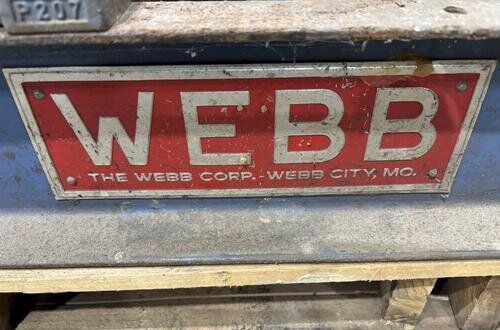 P207
WEBB
THE WEBB CORP.-WEBB CITY, MO.